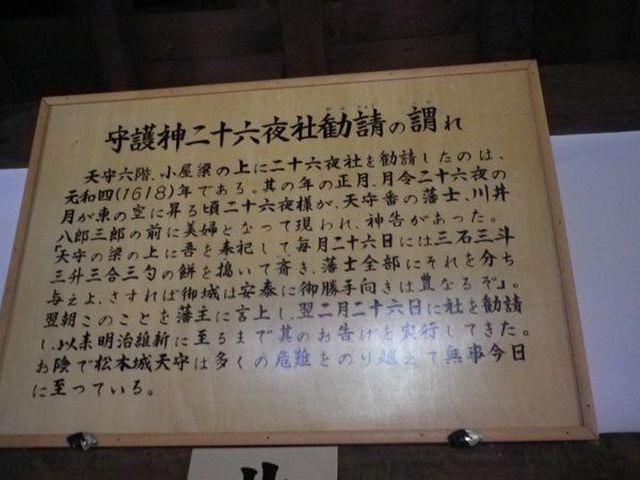 守護神二十六夜社勧請の謂れ
天守六階、小屋梁の上に二十六夜社を勧請したのは、
元和四(1618)年である。其の年の正月、月令二十六夜の
月が東の空に昇る頃二十六夜様が、天守番の藩士、川井
八郎三郎の前に美婦となって現われ、神告があった。
「天守の梁の上に吾を奉祀して毎月二十六日には三石三斗
三升三合三勺の餅を搗いて斎き、藩士全部にそれを分ち
与えよ、さすれば御城は安泰に御勝手向きは豊なるぞ」。
翌朝このことを藩主に言上し、翌二月二十六日に社を勧請
し、以来明治維新に至るまで其のお告げを実行してきた。
お陰で松本城天守は多くの危難をのり越えて無事今日
に至っている。